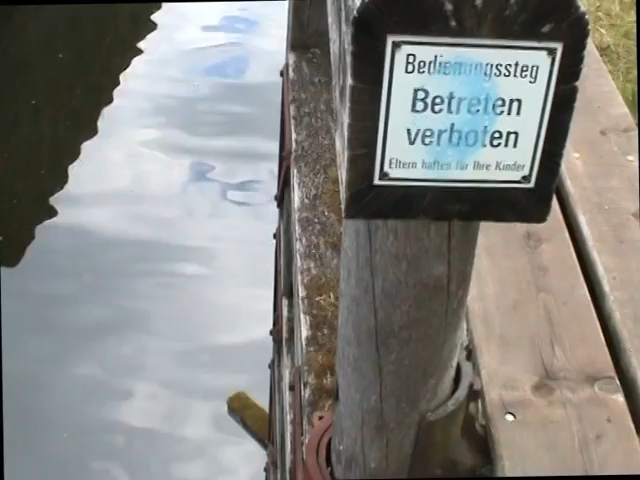 Bedienungssteg
Betreten
verboten
Eltern haften für Ihre Kinder